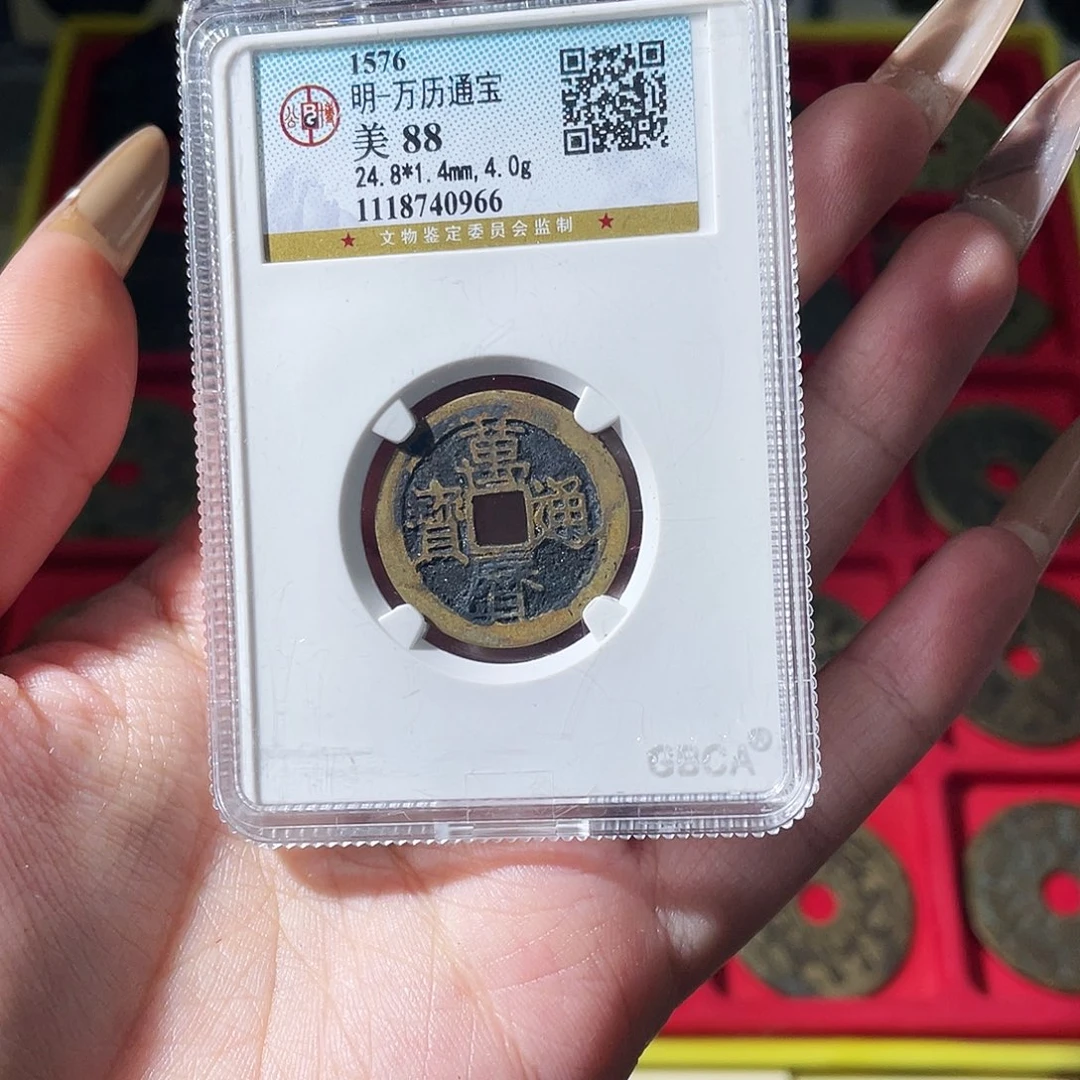 1576
明-万历通宝
美 88
24.8*1.4mm,4.0g
1118740966
★ 文物鉴定委员会监制 ★
萬
寶 通
曆
GBCA®